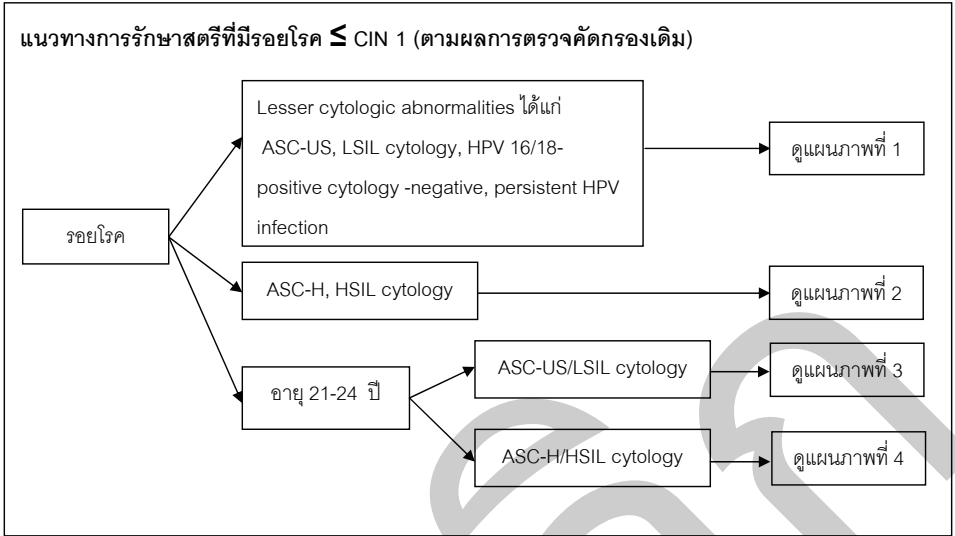 แนวทางการรักษาสตรีที่มีรอยโรค ≤ CIN 1 (ตามผลการตรวจคัดกรองเดิม)
Lesser cytologic abnormalities ได้แก่
ASC-US, LSIL cytology, HPV 16/18-
positive cytology -negative, persistent HPV
infection
ดูแผนภาพที่ 1
รอยโรค
ASC-H, HSIL cytology
ดูแผนภาพที่ 2
อายุ 21-24 ปี
ASC-US/LSIL cytology
ดูแผนภาพที่ 3
ASC-H/HSIL cytology
ดูแผนภาพที่ 4